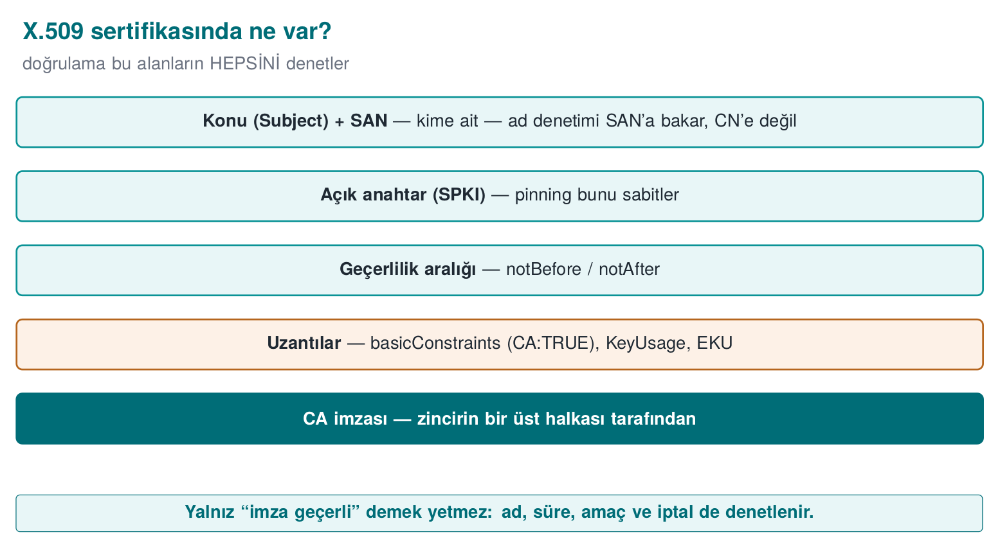 X.509 sertifikasında ne var?
doğrulama bu alanların HEPSİNİ denetler
Konu (Subject) + SAN — kime ait — ad denetimi SAN’a bakar, CN’e değil
Açık anahtar (SPKI) — pinning bunu sabitler
Geçerlilik aralığı — notBefore / notAfter
Uzantılar — basicConstraints (CA:TRUE), KeyUsage, EKU
CA imzası — zincirin bir üst halkası tarafından
Yalnız “imza geçerli” demek yetmez: ad, süre, amaç ve iptal de denetlenir.